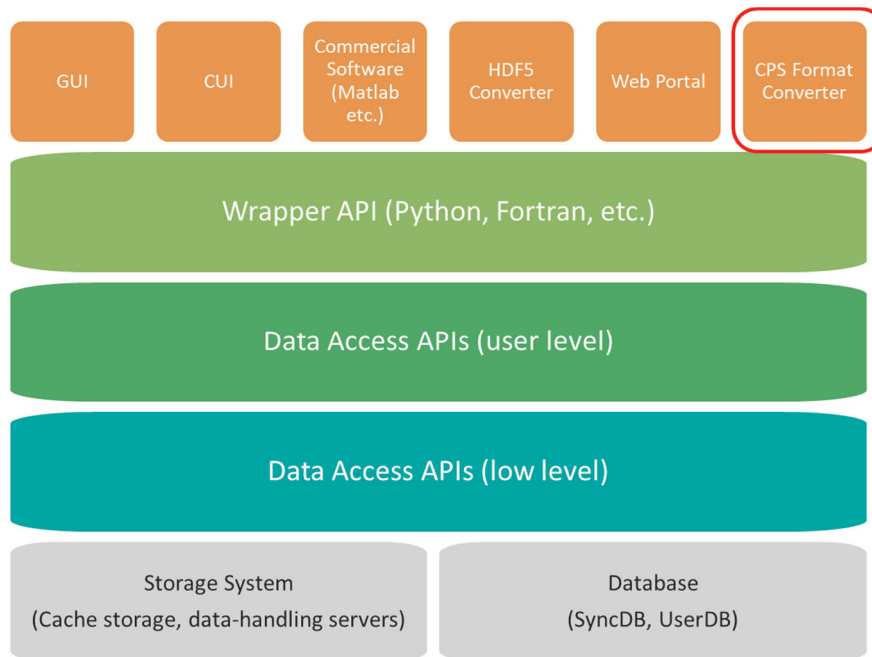 GUI
CUI
Commercial
Software
(Matlab
etc.)
HDF5
Converter
Web Portal
CPS Format
Converter
Wrapper API (Python, Fortran, etc.)
Data Access APIs (user level)
Data Access APIs (low level)
Storage System
(Cache storage, data-handling servers)
Database
(SyncDB, UserDB)